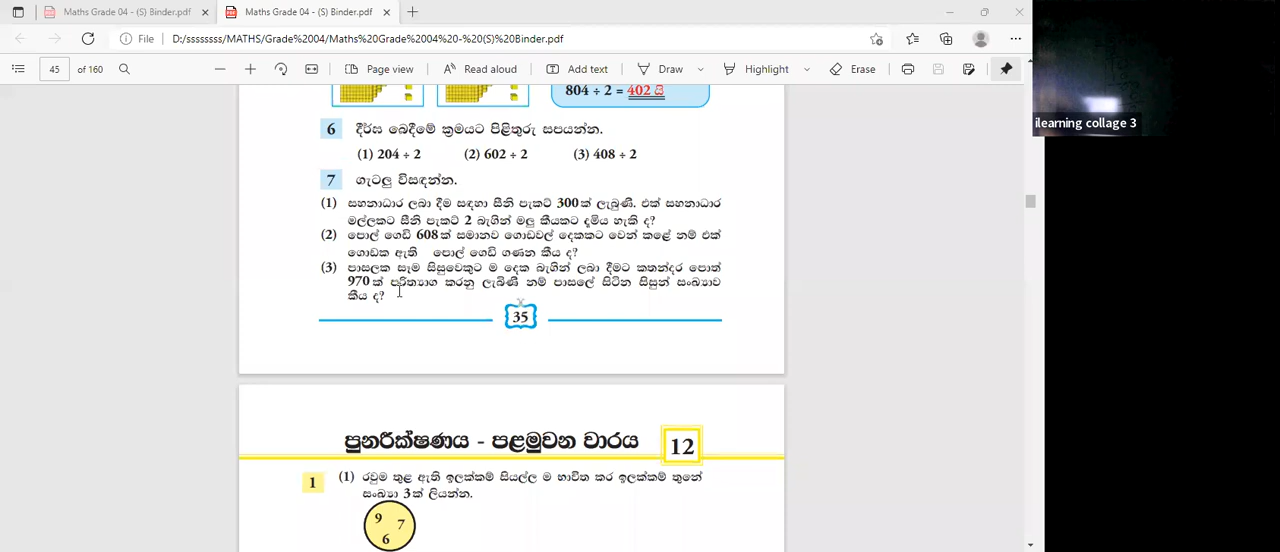 Maths Grade 04 - (S) Binder.pdf
Maths Grade 04 - (S) Binder.pdf
File
D:/ssssssss/MATHS/Grade%2004/Maths%20Grade%2004%20-%20(S)%20Binder.pdf
45 of 160
Page view
Read aloud
Add text
Draw
Highlight
Erase
ilearning collage 3
804 ÷ 2 = 402 යි
6 දීර්ඝ බෙදීමේ ක්‍රමයට පිළිතුරු සපයන්න.
(1) 204 ÷ 2 (2) 602 ÷ 2 (3) 408 ÷ 2
7 ගැටලු විසඳන්න.
(1) සහනාධාර ලබා දීම සඳහා සීනි පැකට් 300ක් ලැබුණි. එක් සහනාධාර
මල්ලකට සීනි පැකට් 2 බැගින් මලු කීයකට දැමිය හැකි ද?
(2) පොල් ගෙඩි 608ක් සමානව ගොඩවල් දෙකකට වෙන් කළේ නම් එක්
ගොඩක ඇති පොල් ගෙඩි ගණන කීය ද?
(3) පාසලක සෑම සිසුවෙකුට ම දෙක බැගින් ලබා දීමට කතන්දර පොත්
970ක් පරිත්‍යාග කරනු ලැබිණි නම් පාසලේ සිටින සිසුන් සංඛ්‍යාව
කීය ද?
35
පුනරීක්ෂණය - පළමුවන වාරය 12
1 (1) රවුම තුළ ඇති ඉලක්කම් සියල්ල ම භාවිත කර ඉලක්කම් තුනේ
සංඛ්‍යා 3ක් ලියන්න.
9 7
6